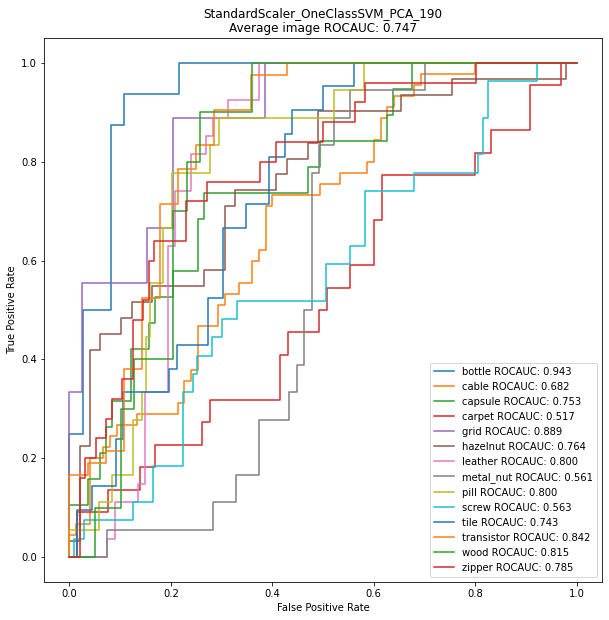 StandardScaler_OneClassSVM_PCA_190
Average image ROCAUC: 0.747
True Positive Rate
1.0
0.8
0.6
0.4
0.2
0.0
bottle ROCAUC: 0.943
cable ROCAUC: 0.682
capsule ROCAUC: 0.753
carpet ROCAUC: 0.517
grid ROCAUC: 0.889
hazelnut ROCAUC: 0.764
leather ROCAUC: 0.800
metal_nut ROCAUC: 0.561
pill ROCAUC: 0.800
screw ROCAUC: 0.563
tile ROCAUC: 0.743
transistor ROCAUC: 0.842
wood ROCAUC: 0.815
zipper ROCAUC: 0.785
0.0 0.2 0.4 0.6 0.8 1.0
False Positive Rate